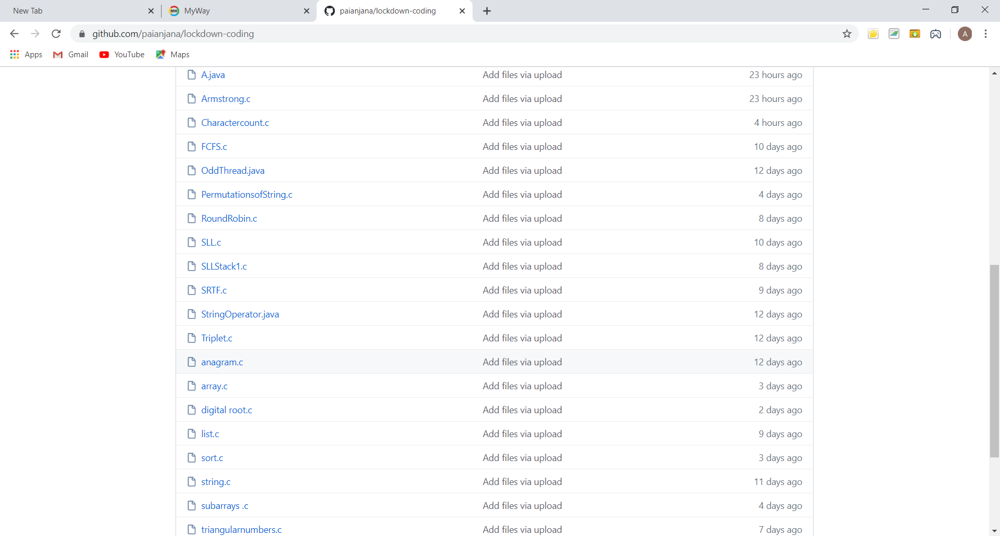 New Tab MyWay paianjana/lockdown-coding
github.com/paianjana/lockdown-coding A
Apps Gmail YouTube Maps
A.java Add files via upload 23 hours ago
Armstrong.c Add files via upload 23 hours ago
Charactercount.c Add files via upload 4 hours ago
FCFS.c Add files via upload 10 days ago
OddThread.java Add files via upload 12 days ago
PermutationsofString.c Add files via upload 4 days ago
RoundRobin.c Add files via upload 8 days ago
SLL.c Add files via upload 10 days ago
SLLStack1.c Add files via upload 8 days ago
SRTF.c Add files via upload 9 days ago
StringOperator.java Add files via upload 12 days ago
Triplet.c Add files via upload 12 days ago
anagram.c Add files via upload 12 days ago
array.c Add files via upload 3 days ago
digital root.c Add files via upload 2 days ago
list.c Add files via upload 9 days ago
sort.c Add files via upload 3 days ago
string.c Add files via upload 11 days ago
subarrays .c Add files via upload 4 days ago
triangularnumbers.c Add files via upload 7 days ago